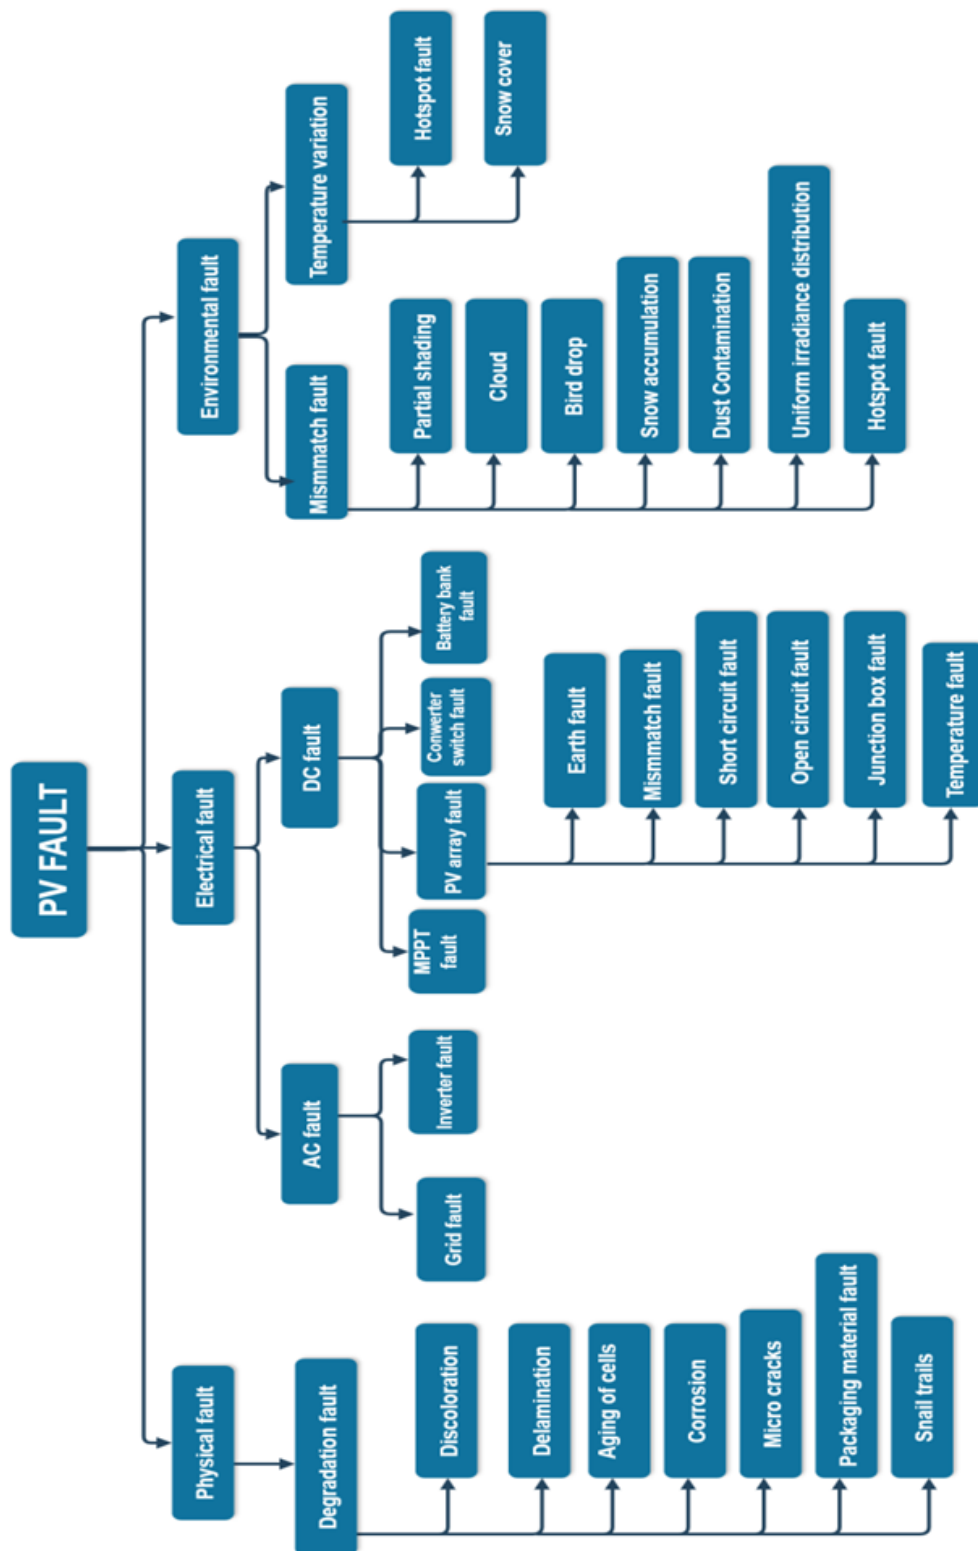 PV FAULT
Physical fault
Electrical fault
Environmental fault
Degradation fault
AC fault
DC fault
Mismmatch fault
Temperature variation
Discoloration
Delamination
Aging of cells
Corrosion
Micro cracks
Packaging material fault
Snail trails
Grid fault
Inverter fault
MPPT
fault
PV array fault
Conwerter
switch fault
Battery bank
fault
Earth fault
Mismmatch fault
Short circuit fault
Open circuit fault
Junction box fault
Temperature fault
Partial shading
Cloud
Bird drop
Snow accumulation
Dust Contamination
Uniform irradiance distribution
Hotspot fault
Hotspot fault
Snow cover